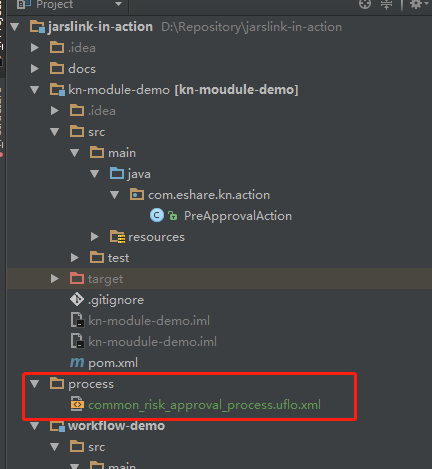 Project
jarslink-in-action D:\Repository\jarslink-in-action
.idea
docs
kn-module-demo [kn-moudule-demo]
.idea
src
main
java
com.eshare.kn.action
PreApprovalAction
resources
test
target
.gitignore
kn-module-demo.iml
kn-moudule-demo.iml
pom.xml
process
common_risk_approval_process.uflo.xml
workflow-demo
src
main